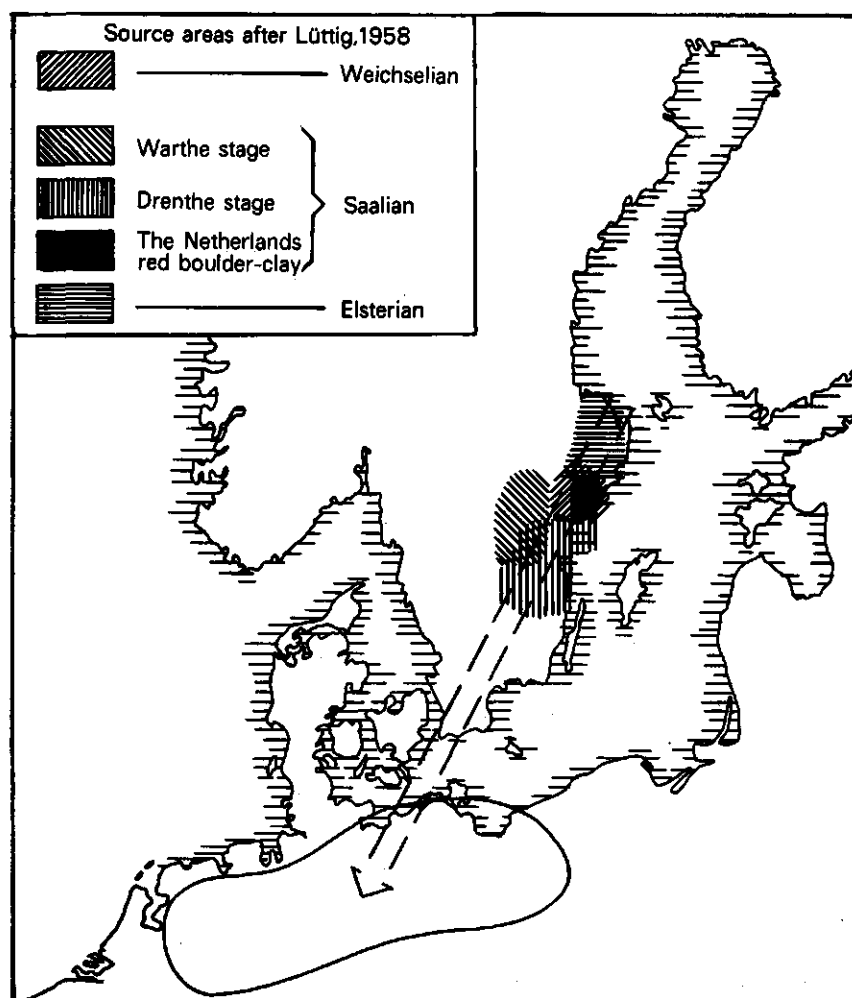 Source areas after Lüttig,1958
Weichselian
Warthe stage
Drenthe stage
Saalian
The Netherlands
red boulder-clay
Elsterian